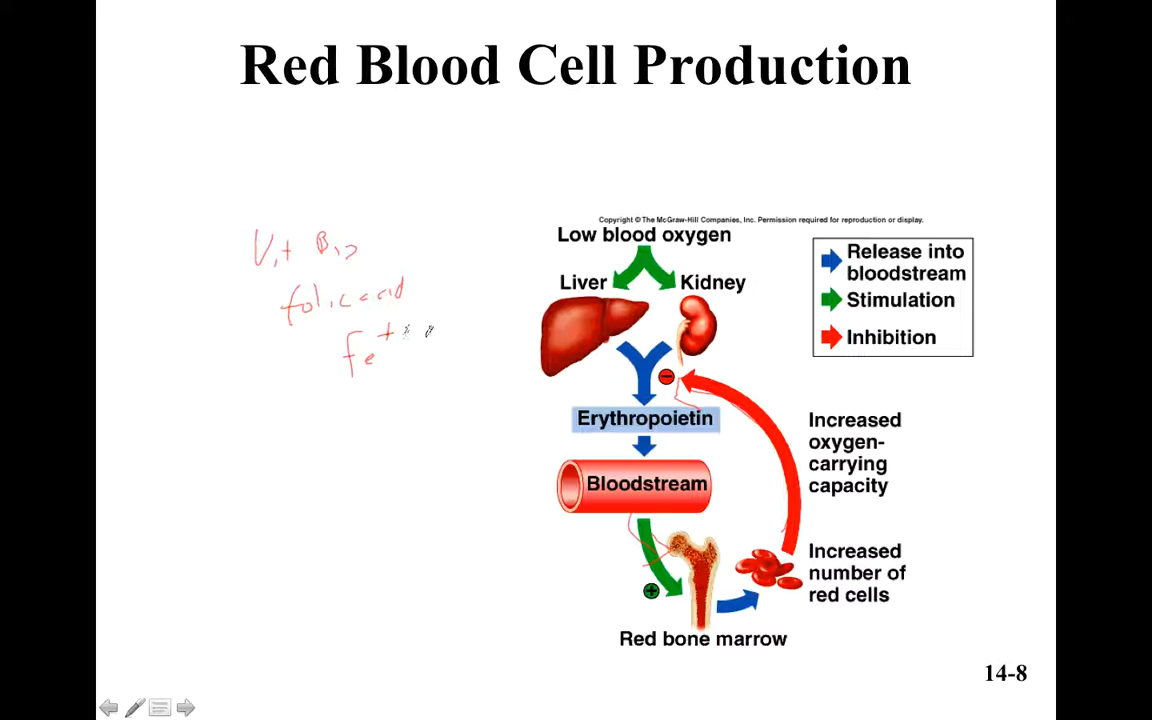 Red Blood Cell Production
Vit B12
folic acid
Fe+
Copyright © The McGraw-Hill Companies, Inc. Permission required for reproduction or display.
Low blood oxygen
Liver
Kidney
Release into
bloodstream
Stimulation
Inhibition
Erythropoietin
Bloodstream
Increased
oxygen-
carrying
capacity
Increased
number of
red cells
Red bone marrow
14-8